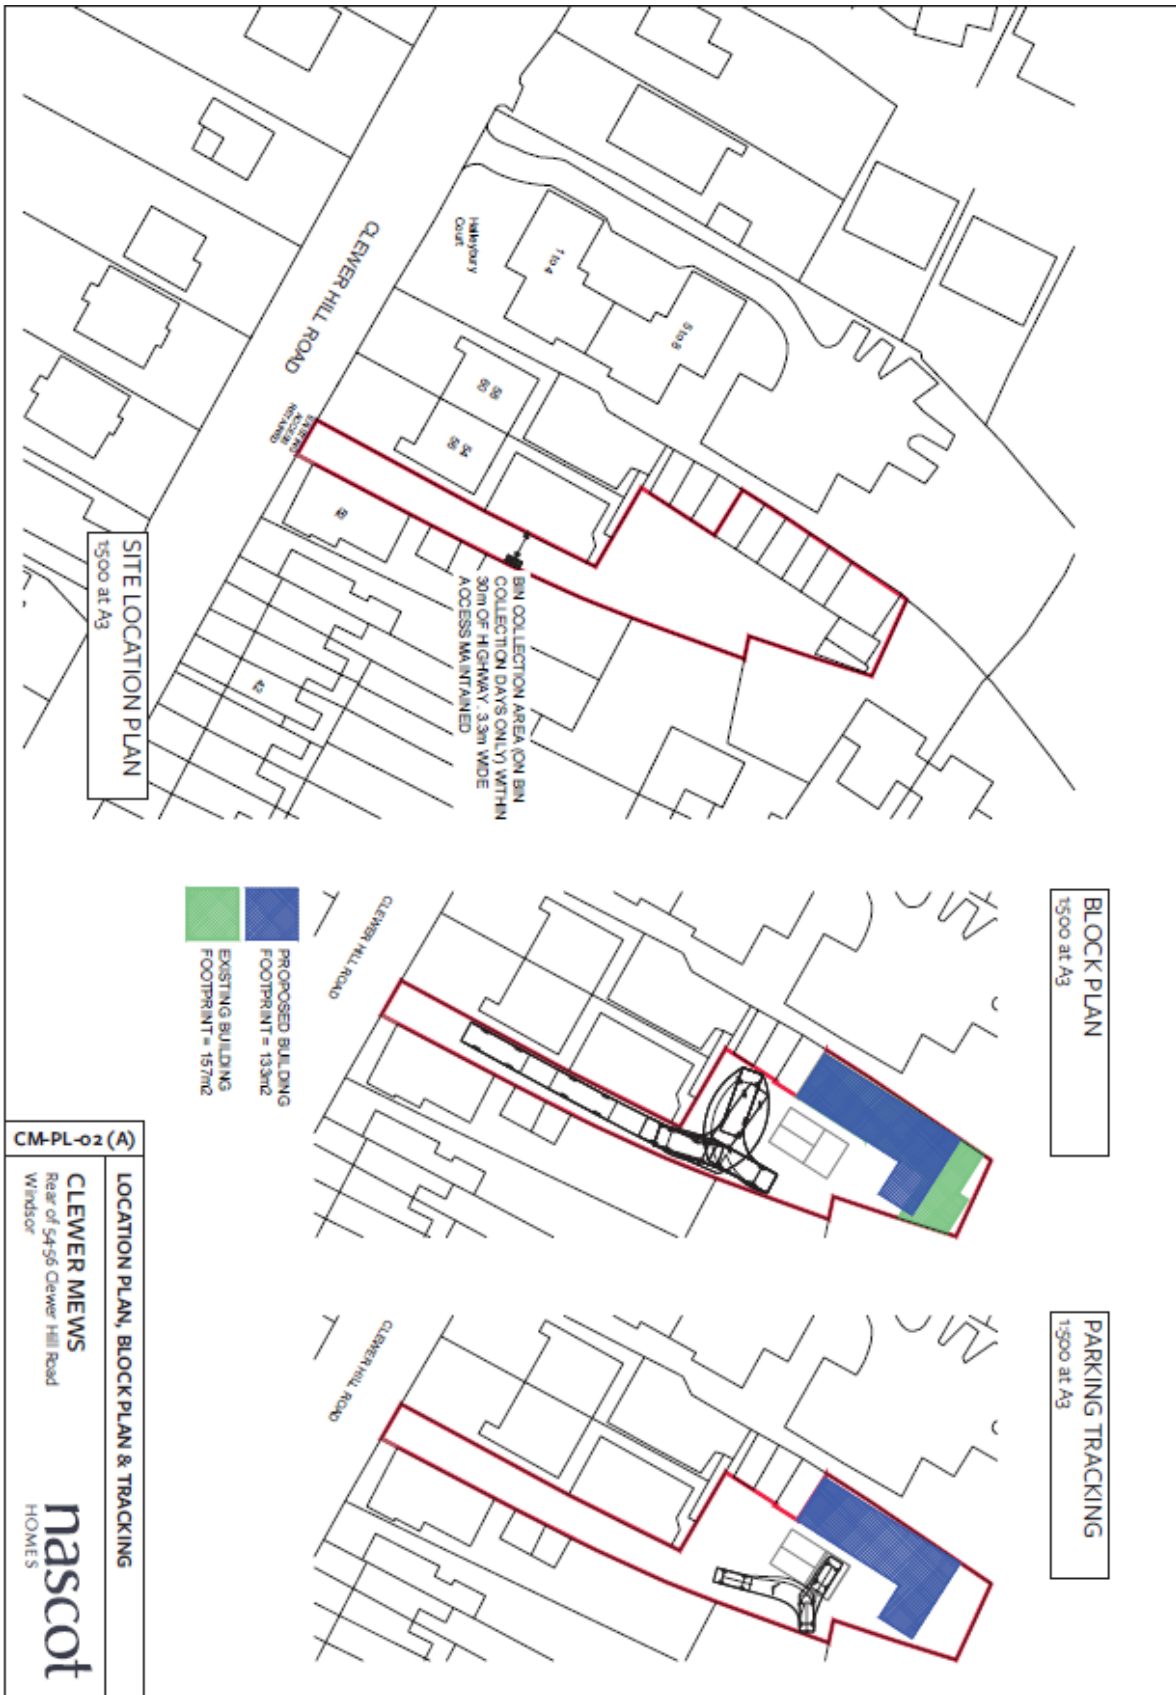 CLEWER HILL ROAD
Haileybury
Court
1 to 4
5 to 8
58
60
54
56
EXISTING
ACCESS
RETAINED
42
BIN COLLECTION AREA (ON BIN
COLLECTION DAYS ONLY) WITHIN
30m OF HIGHWAY. 3.3m WIDE
ACCESS MAINTAINED
SITE LOCATION PLAN
1:500 at A3
BLOCK PLAN
1:500 at A3
CLEWER HILL ROAD
PROPOSED BUILDING
FOOTPRINT = 133m2
EXISTING BUILDING
FOOTPRINT = 157m2
PARKING TRACKING
1:500 at A3
CLEWER HILL ROAD
CM-PL-02 (A)
LOCATION PLAN, BLOCK PLAN & TRACKING
CLEWER MEWS
Rear of 54-56 Clewer Hill Road
Windsor
nascot
HOMES